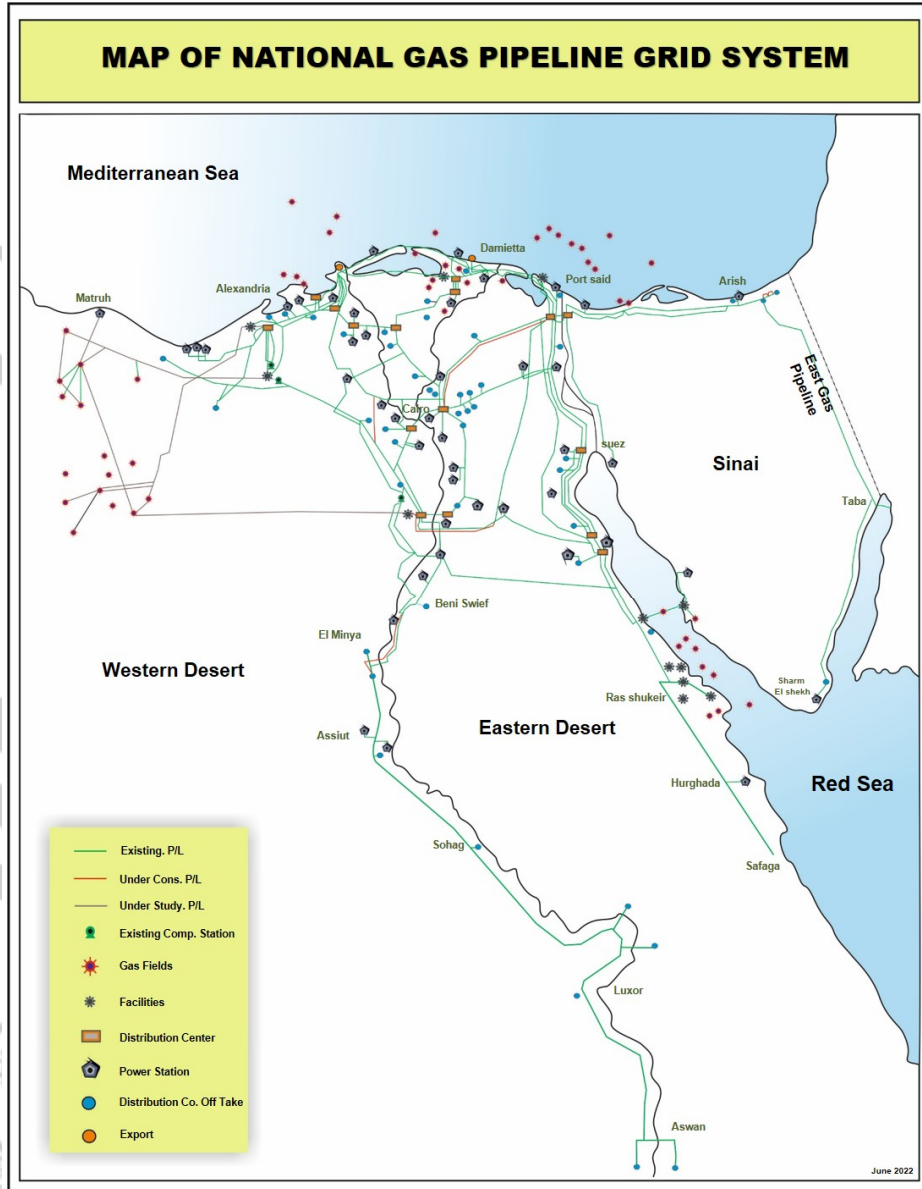 MAP OF NATIONAL GAS PIPELINE GRID SYSTEM
Mediterranean Sea
Damietta
Port said
Arish
Alexandria
Matruh
East Gas
Pipeline
Cairo
suez
Sinai
Taba
Beni Swief
El Minya
Western Desert
Sharm
El shekh
Ras shukeir
Eastern Desert
Assiut
Hurghada
Red Sea
Sohag
Safaga
Luxor
Aswan
Existing. P/L
Under Cons. P/L
Under Study. P/L
Existing Comp. Station
Gas Fields
Facilities
Distribution Center
Power Station
Distribution Co. Off Take
Export
June 2022